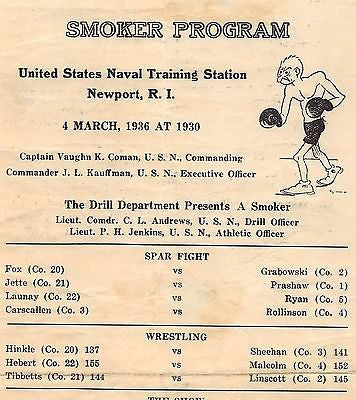 SMOKER PROGRAM
United States Naval Training Station
Newport, R. I.
4 MARCH, 1936 AT 1930
Captain Vaughn K. Coman, U. S. N., Commanding
Commander J. L. Kauffman, U. S. N., Executive Officer
The Drill Department Presents A Smoker
Lieut. Comdr. C. L. Andrews, U. S. N., Drill Officer
Lieut. P. H. Jenkins, U. S. N., Athletic Officer
SPAR FIGHT
Fox (Co. 20) vs Grabowski (Co. 2)
Jette (Co. 21) vs Prashaw (Co. 1)
Launay (Co. 22) vs Ryan (Co. 5)
Carscallen (Co. 3) vs Rollinson (Co. 4)
WRESTLING
Hinkle (Co. 20) 137 vs Sheehan (Co. 3) 141
Hebert (Co. 22) 155 vs Malcolm (Co. 4) 152
Tibbetts (Co. 21) 144 vs Linscott (Co. 2) 145
THE SHOW